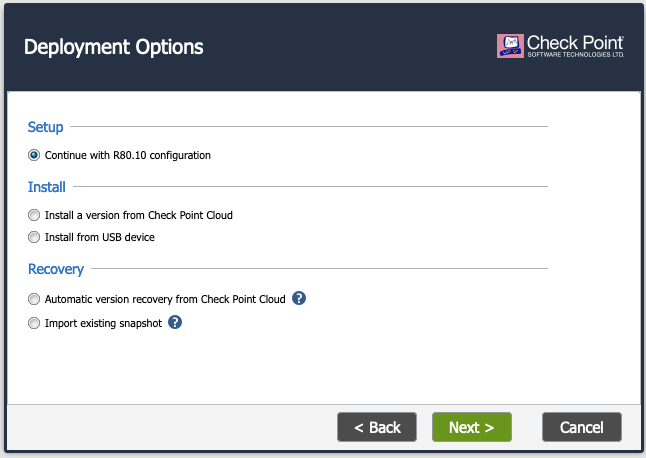 Deployment Options
Check Point
SOFTWARE TECHNOLOGIES LTD.
Setup
Continue with R80.10 configuration
Install
Install a version from Check Point Cloud
Install from USB device
Recovery
Automatic version recovery from Check Point Cloud ?
Import existing snapshot ?
< Back Next > Cancel